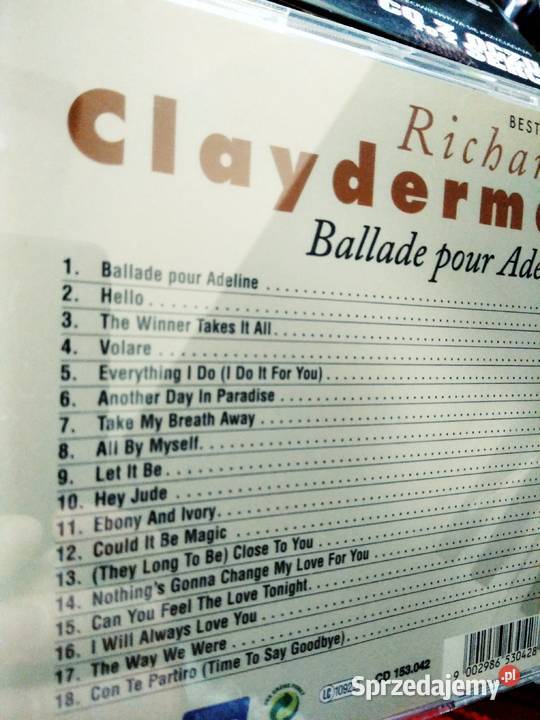 BEST
Richar
Clayderm
Ballade pour Ade
1. Ballade pour Adeline
2. Hello
3. The Winner Takes It All
4. Volare
5. Everything I Do (I Do It For You)
6. Another Day In Paradise
7. Take My Breath Away
8. All By Myself
9. Let It Be
10. Hey Jude
11. Ebony And Ivory
12. Could It Be Magic
13. (They Long To Be) Close To You
14. Nothing's Gonna Change My Love For You
15. Can You Feel The Love Tonight
16. I Will Always Love You
17. The Way We Were
18. Con Te Partiro (Time To Say Goodbye)
CD 153.042
9 002986 530428
Sprzedajemy.pl